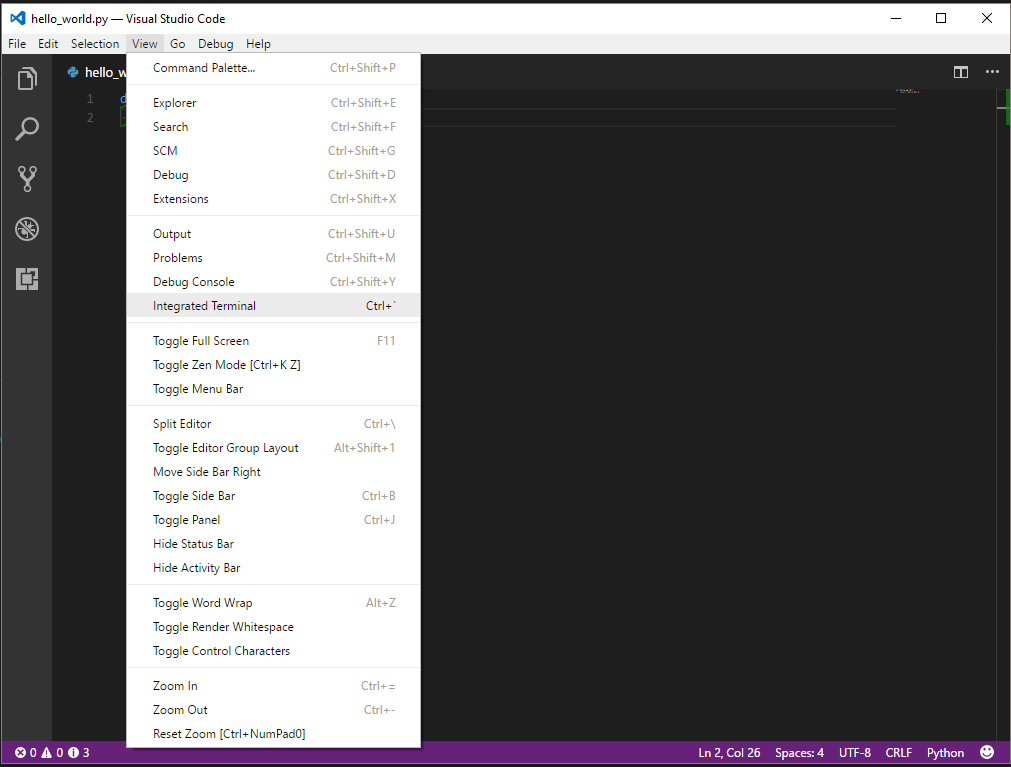 hello_world.py — Visual Studio Code
File Edit Selection View Go Debug Help
Command Palette... Ctrl+Shift+P
hello_w
1 d
2
Explorer Ctrl+Shift+E
Search Ctrl+Shift+F
SCM Ctrl+Shift+G
Debug Ctrl+Shift+D
Extensions Ctrl+Shift+X
Output Ctrl+Shift+U
Problems Ctrl+Shift+M
Debug Console Ctrl+Shift+Y
Integrated Terminal Ctrl+`
Toggle Full Screen F11
Toggle Zen Mode [Ctrl+K Z]
Toggle Menu Bar
Split Editor Ctrl+\
Toggle Editor Group Layout Alt+Shift+1
Move Side Bar Right
Toggle Side Bar Ctrl+B
Toggle Panel Ctrl+J
Hide Status Bar
Hide Activity Bar
Toggle Word Wrap Alt+Z
Toggle Render Whitespace
Toggle Control Characters
Zoom In Ctrl+=
Zoom Out Ctrl+-
Reset Zoom [Ctrl+NumPad0]
0 0 3 Ln 2, Col 26 Spaces: 4 UTF-8 CRLF Python